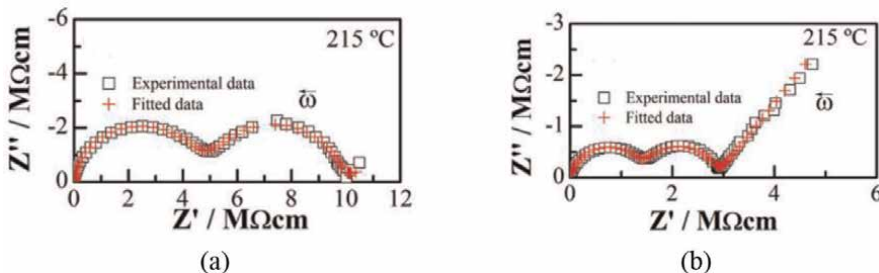 -6
-4
-2
0
0 2 4 6 8 10 12
Z'' / MΩcm
Z' / MΩcm
215 ºC
Experimental data
Fitted data
ω
(a)
-3
-2
-1
0
0 2 4 6
Z'' / MΩcm
Z' / MΩcm
215 ºC
Experimental data
Fitted data
ω
(b)